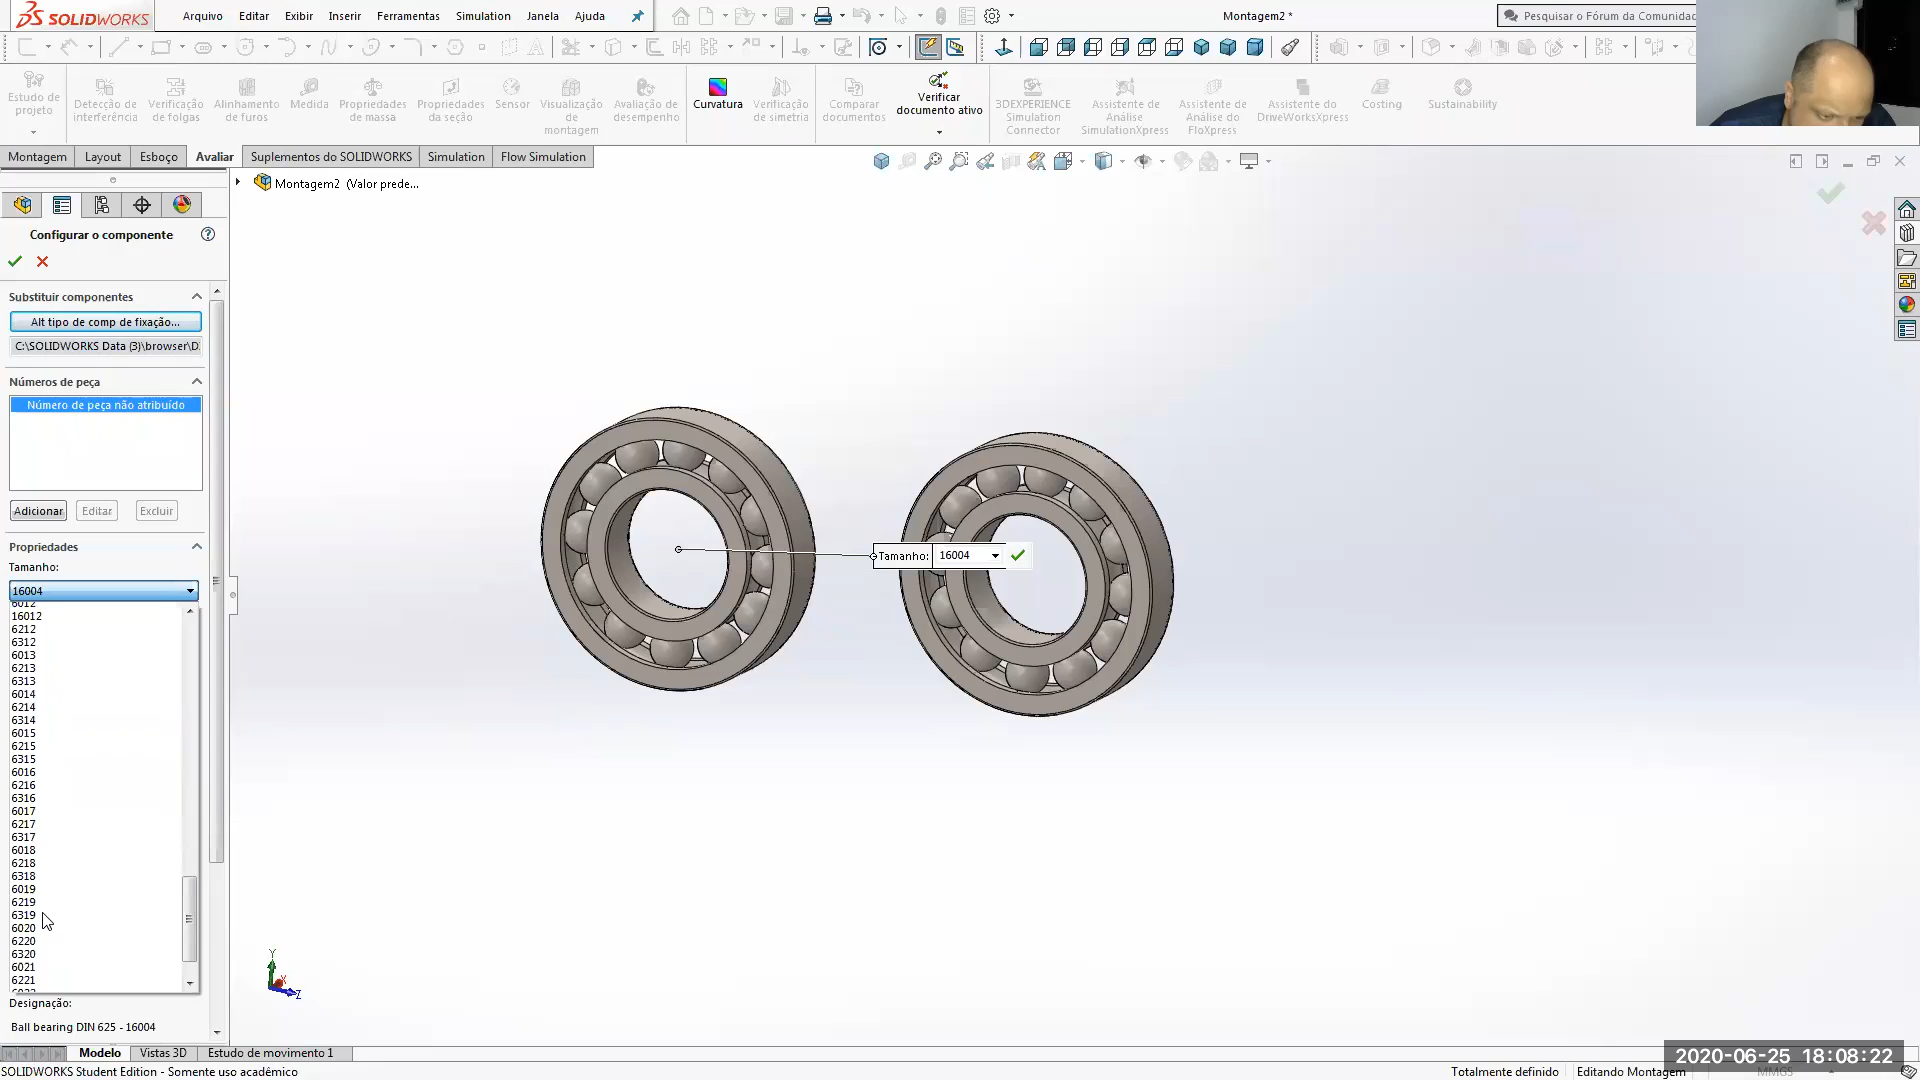 SOLIDWORKS
Arquivo
Editar
Exibir
Inserir
Ferramentas
Simulation
Janela
Ajuda
Montagem2 *
Pesquisar o Fórum da Comunidac
Estudo de projeto
Detecção de interferência
Verificação de folgas
Alinhamento de furos
Medida
Propriedades de massa
Propriedades da seção
Sensor
Visualização de montagem
Avaliação de desempenho
Curvatura
Verificação de simetria
Comparar documentos
Verificar documento ativo
3DEXPERIENCE Simulation Connector
Assistente de Análise SimulationXpress
Assistente de Análise do FloXpress
Assistente do DriveWorksXpress
Costing
Sustainability
Montagem
Layout
Esboço
Avaliar
Suplementos do SOLIDWORKS
Simulation
Flow Simulation
Montagem2 (Valor prede...
Configurar o componente
Substituir componentes
Alt tipo de comp de fixação...
C:\SOLIDWORKS Data (3)\browser\D
Números de peça
Número de peça não atribuído
Adicionar
Editar
Excluir
Propriedades
Tamanho:
16004
6012
16012
6212
6312
6013
6213
6313
6014
6214
6314
6015
6215
6315
6016
6216
6316
6017
6217
6317
6018
6218
6318
6019
6219
6319
6020
6220
6320
6021
6221
Designação:
Ball bearing DIN 625 - 16004
Tamanho: 16004
Y
X
Z
Modelo
Vistas 3D
Estudo de movimento 1
2020-06-25 18:08:22
SOLIDWORKS Student Edition - Somente uso acadêmico
Totalmente definido
Editando Montagem
MMGS